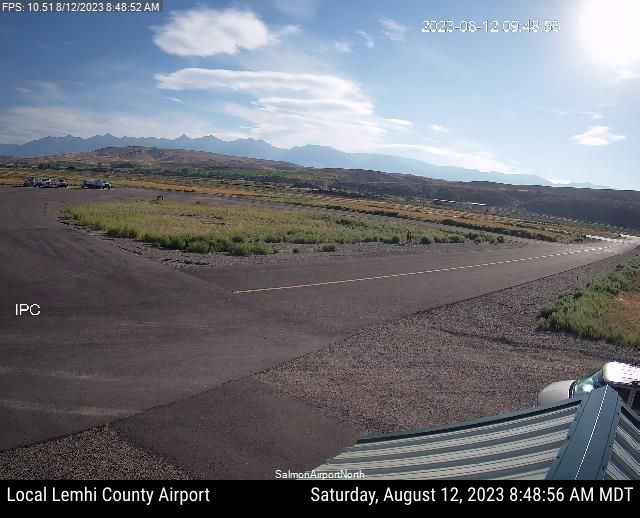 FPS: 10.51 8/12/2023 8:48:52 AM
2023-08-12 09:48:53
IPC
SalmonAirportNorth
Local Lemhi County Airport Saturday, August 12, 2023 8:48:56 AM MDT